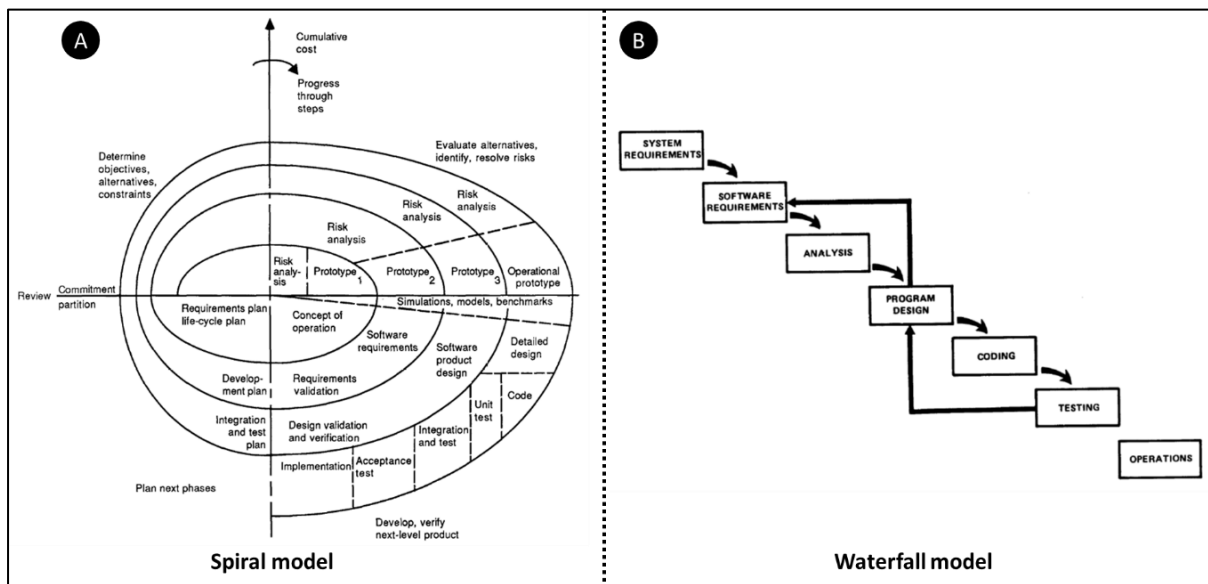 A
Cumulative
cost
Progress
through
steps
Determine
objectives,
alternatives,
constraints
Evaluate alternatives,
identify, resolve risks
Risk
analysis
Risk
analysis
Risk
analysis
Risk
analy-
sis
Prototype
1
Prototype
2
Prototype
3
Operational
prototype
Review
Commitment
partition
Simulations, models, benchmarks
Requirements plan
life-cycle plan
Concept of
operation
Software
requirements
Software
product
design
Detailed
design
Develop-
ment plan
Requirements
validation
Code
Unit
test
Integration
and test
plan
Design validation
and verification
Integration
and test
Acceptance
test
Implementation
Plan next phases
Develop, verify
next-level product
Spiral model
B
SYSTEM
REQUIREMENTS
SOFTWARE
REQUIREMENTS
ANALYSIS
PROGRAM
DESIGN
CODING
TESTING
OPERATIONS
Waterfall model